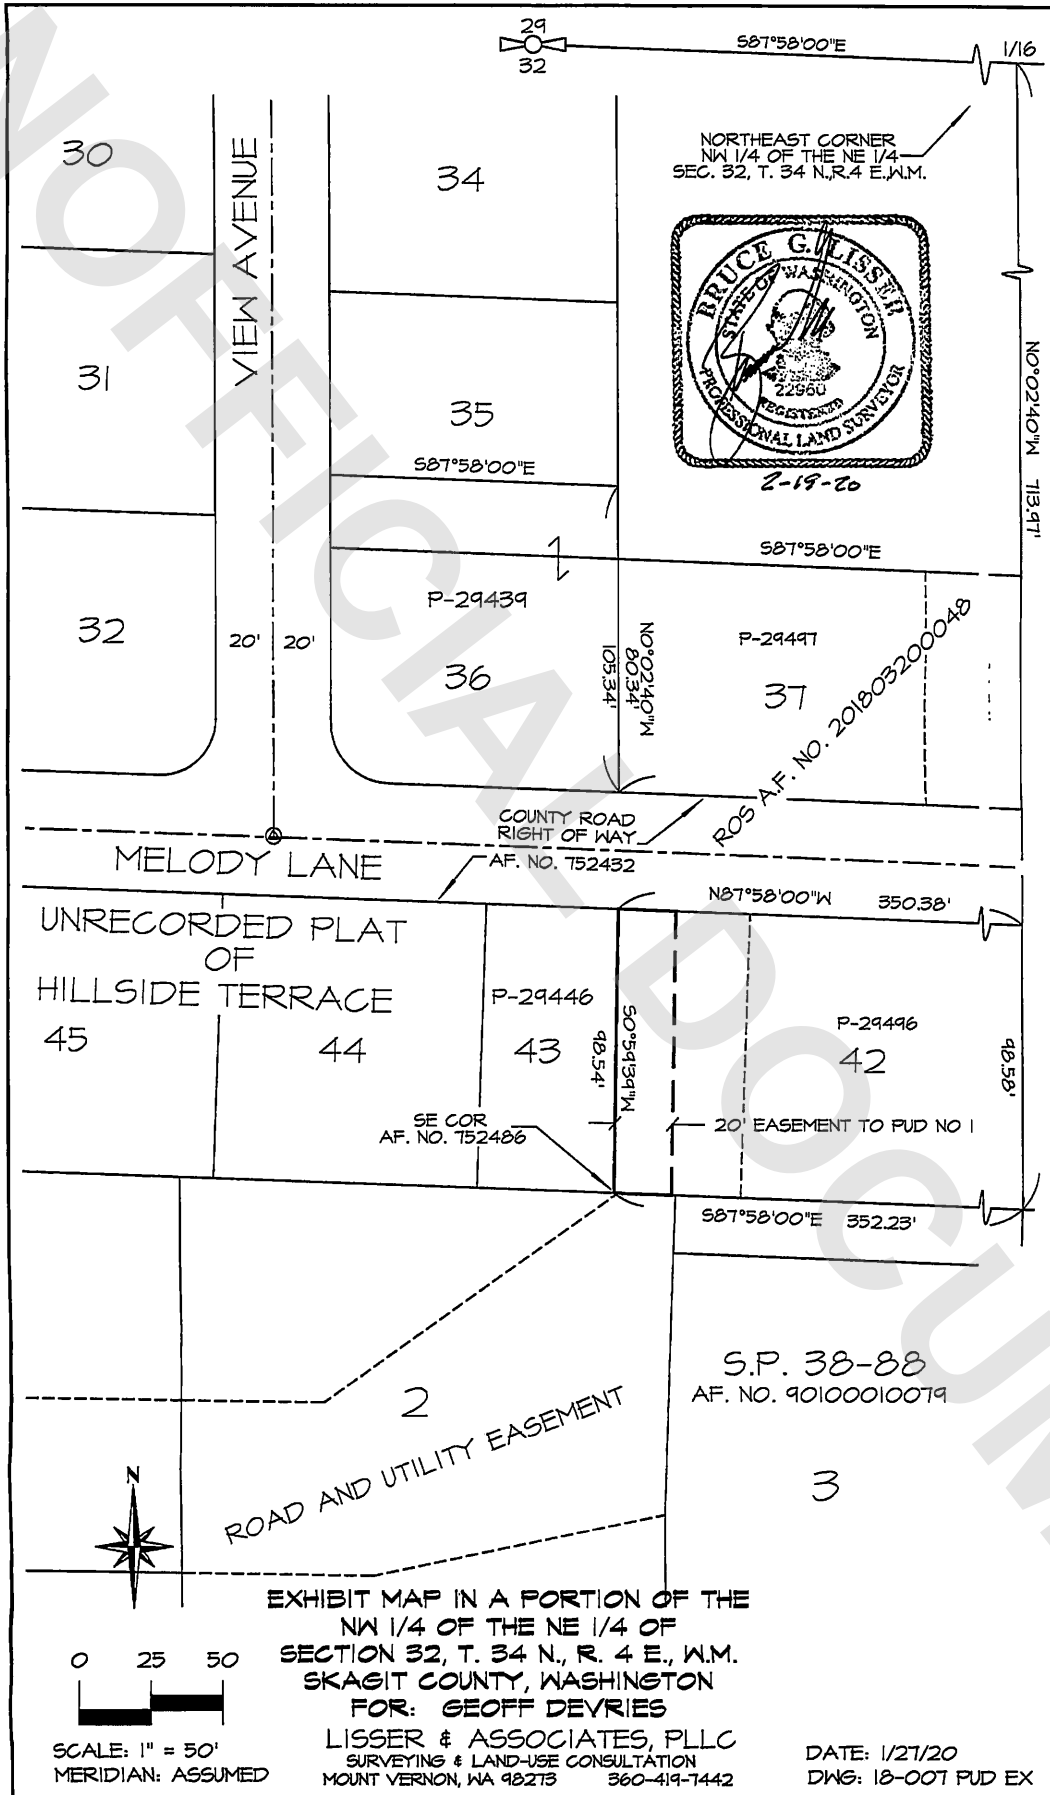 29
32
S87°58'00"E
1/16
NORTHEAST CORNER
NW 1/4 OF THE NE 1/4
SEC. 32, T. 34 N.,R.4 E.,W.M.
30
VIEW AVENUE
34
BRUCE G. LISSER
STATE OF WASHINGTON
22960
REGISTERED
PROFESSIONAL LAND SURVEYOR
2-19-20
31
35
N0°02'40"W 713.97'
S87°58'00"E
S87°58'00"E
P-29439
32
20'
20'
36
N0°02'40"W
80.34'
105.34'
P-29497
37
ROS A.F. NO. 201803200048
COUNTY ROAD
RIGHT OF WAY
AF. NO. 752432
MELODY LANE
N87°58'00"W 350.38'
UNRECORDED PLAT
OF
HILLSIDE TERRACE
P-29446
45
44
43
98.54'
S0°59'39"W
P-29496
42
98.58'
SE COR
AF. NO. 752486
20' EASEMENT TO PUD NO 1
S87°58'00"E 352.23'
S.P. 38-88
AF. NO. 90100010079
2
ROAD AND UTILITY EASEMENT
3
N
EXHIBIT MAP IN A PORTION OF THE
NW 1/4 OF THE NE 1/4 OF
SECTION 32, T. 34 N., R. 4 E., W.M.
SKAGIT COUNTY, WASHINGTON
FOR: GEOFF DEVRIES
LISSER & ASSOCIATES, PLLC
SURVEYING & LAND-USE CONSULTATION
MOUNT VERNON, WA 98273 360-419-7442
0 25 50
SCALE: 1" = 50'
MERIDIAN: ASSUMED
DATE: 1/27/20
DWG: 18-007 PUD EX
NOFFICIAL DOCUM